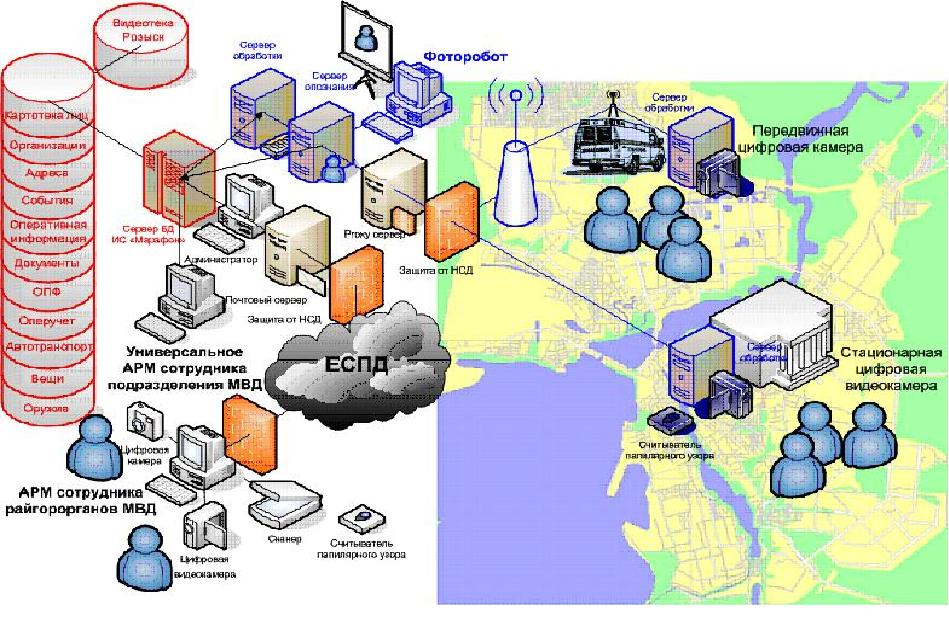 Видеотека
Розыск
Картотека лиц
Организации
Адреса
События
Оперативная
информация
Документы
ОПФ
Оперучет
Автотранспорт
Вещи
Оружие
Сервер
обработки
Сервер
опознания
Фоторобот
Сервер БД
ИС «Марафон»
Администратор
Proxy сервер
Защита от НСД
Почтовый сервер
Защита от НСД
Универсальное
АРМ сотрудника
подразделения МВД
ЕСПД
Цифровая
камера
АРМ сотрудника
райгорорганов МВД
Цифровая
видеокамера
Сканер
Считыватель
папилярного узора
Сервер
обработки
Передвижная
цифровая камера
Сервер
обработки
Стационарная
цифровая
видеокамера
Считыватель
папилярного узора